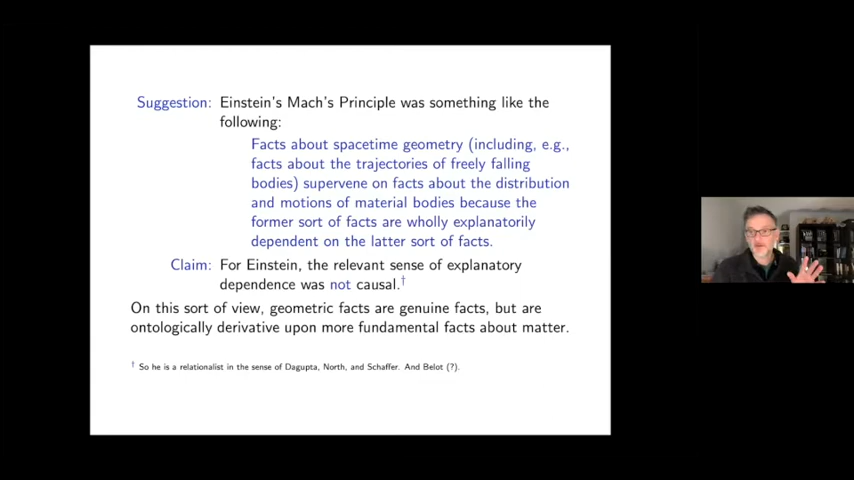 Suggestion: Einstein's Mach's Principle was something like the
following:
Facts about spacetime geometry (including, e.g.,
facts about the trajectories of freely falling
bodies) supervene on facts about the distribution
and motions of material bodies because the
former sort of facts are wholly explanatorily
dependent on the latter sort of facts.
Claim: For Einstein, the relevant sense of explanatory
dependence was not causal.†
On this sort of view, geometric facts are genuine facts, but are
ontologically derivative upon more fundamental facts about matter.
† So he is a relationalist in the sense of Dagupta, North, and Schaffer. And Belot (?).